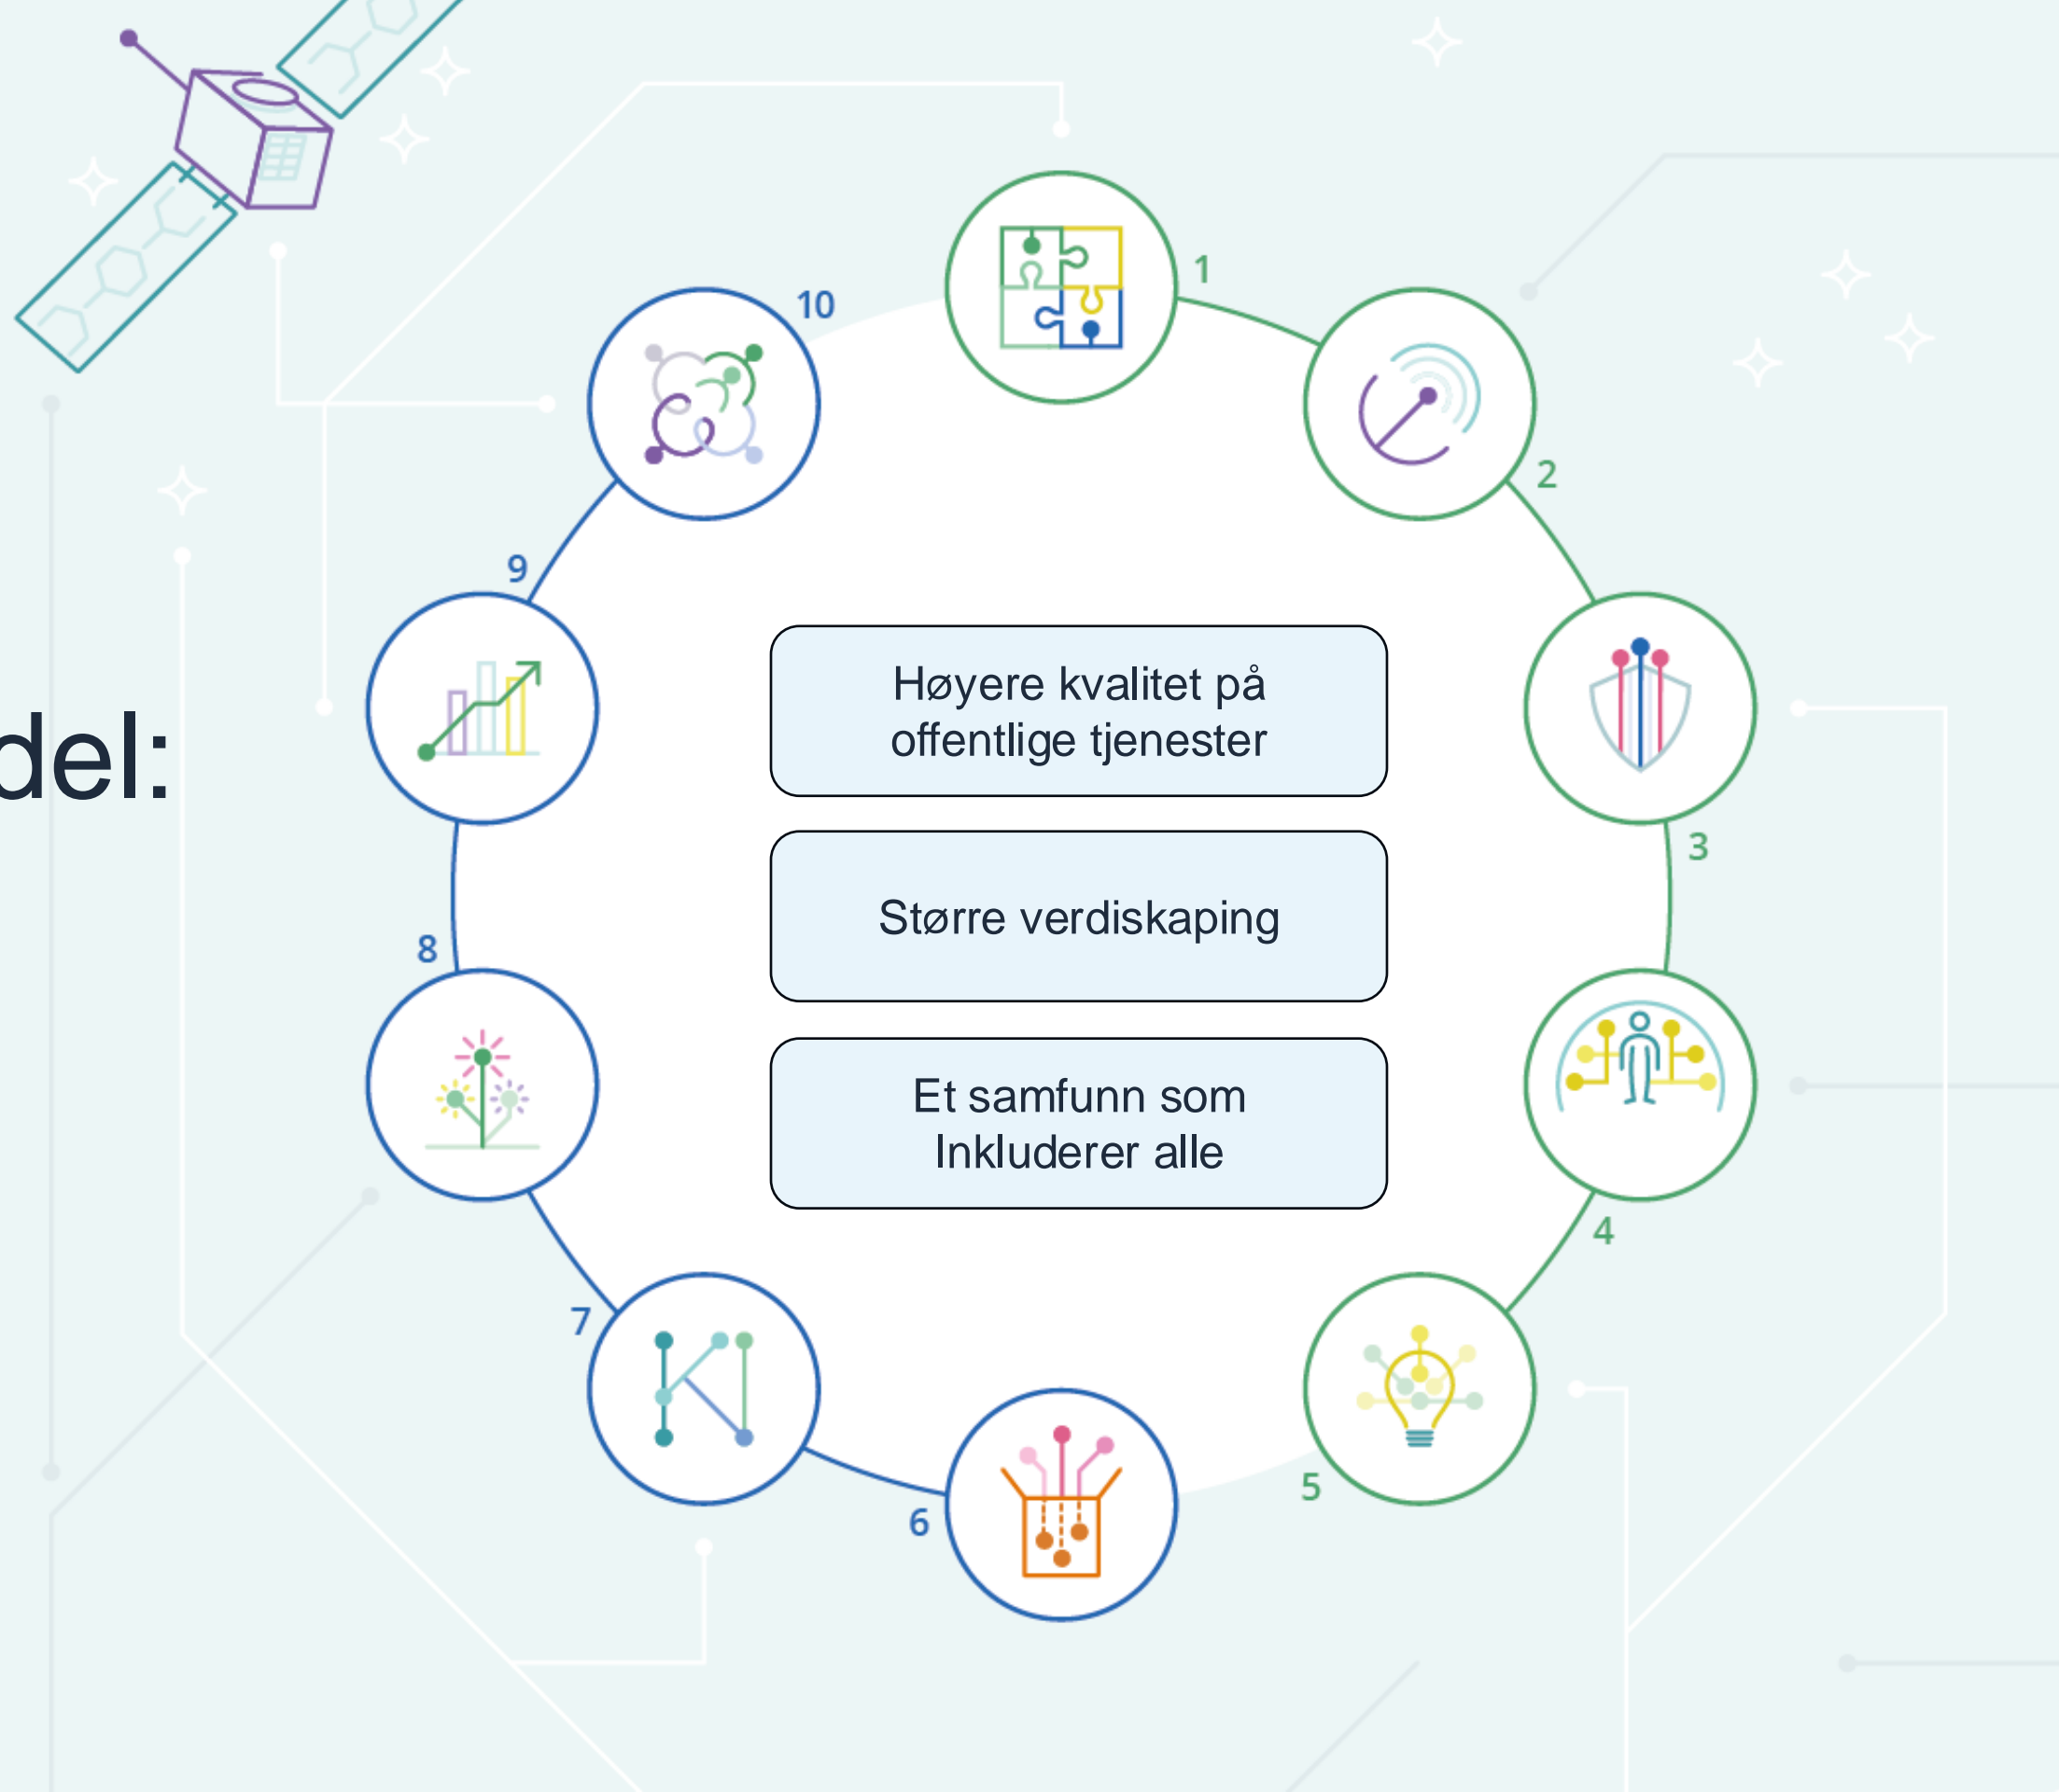 del:
1
2
3
4
5
6
7
8
9
10
Høyere kvalitet på
offentlige tjenester
Større verdiskaping
Et samfunn som
Inkluderer alle